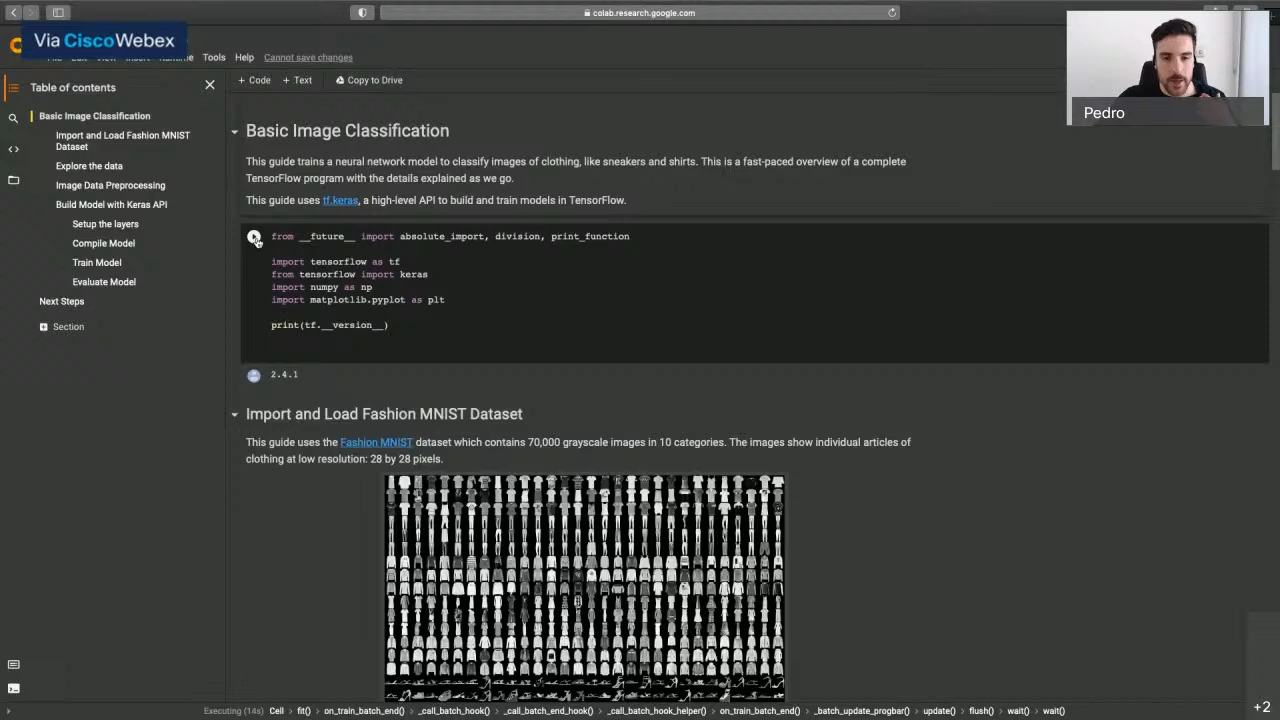 colab.research.google.com
Via CiscoWebex
Tools Help Cannot save changes
+ Code + Text Copy to Drive
Table of contents
Basic Image Classification
Import and Load Fashion MNIST
Dataset
Explore the data
Image Data Preprocessing
Build Model with Keras API
Setup the layers
Compile Model
Train Model
Evaluate Model
Next Steps
Section
Pedro
Basic Image Classification
This guide trains a neural network model to classify images of clothing, like sneakers and shirts. This is a fast-paced overview of a complete
TensorFlow program with the details explained as we go.
This guide uses tf.keras, a high-level API to build and train models in TensorFlow.
from __future__ import absolute_import, division, print_function
import tensorflow as tf
from tensorflow import keras
import numpy as np
import matplotlib.pyplot as plt
print(tf.__version__)
2.4.1
Import and Load Fashion MNIST Dataset
This guide uses the Fashion MNIST dataset which contains 70,000 grayscale images in 10 categories. The images show individual articles of
clothing at low resolution: 28 by 28 pixels.
Executing (14s) Cell fit() on_train_batch_end() _call_batch_hook() _call_batch_end_hook() _call_batch_hook_helper() on_train_batch_end() _batch_update_progbar() update() flush() wait() wait()
+2